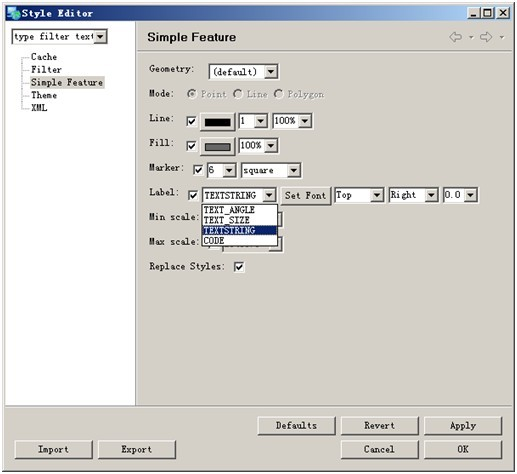 Style Editor
type filter text
Simple Feature
Cache
Filter
Simple Feature
Theme
XML
Geometry: (default)
Mode: Point Line Polygon
Line: 1 100%
Fill: 100%
Marker: 6 square
Label: TEXTSTRING Set Font Top Right 0.0
TEXT_ANGLE
TEXT_SIZE
TEXTSTRING
CODE
Min scale:
Max scale:
Replace Styles:
Defaults Revert Apply
Import Export Cancel OK